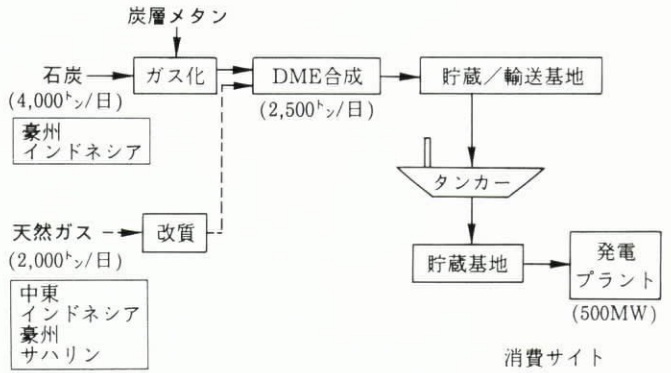 炭層メタン
石炭
ガス化
DME合成
貯蔵／輸送基地
(4,000トン/日)
(2,500トン/日)
豪州
インドネシア
タンカー
天然ガス
改質
(2,000トン/日)
貯蔵基地
発電
プラント
(500MW)
中東
インドネシア
豪州
サハリン
消費サイト